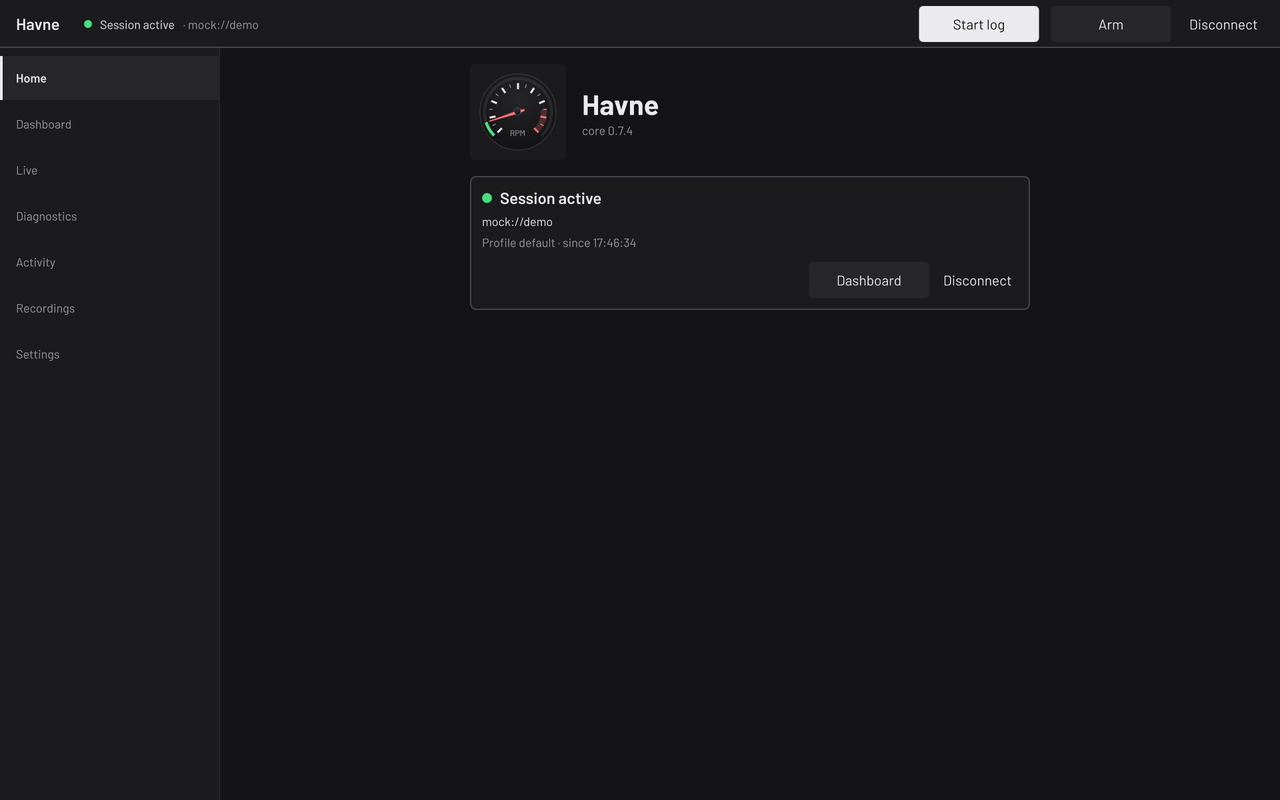 Havne
Session active · mock://demo
Start log
Arm
Disconnect
Home
Dashboard
Live
Diagnostics
Activity
Recordings
Settings
RPM
Havne
core 0.7.4
Session active
mock://demo
Profile default · since 17:46:34
Dashboard
Disconnect